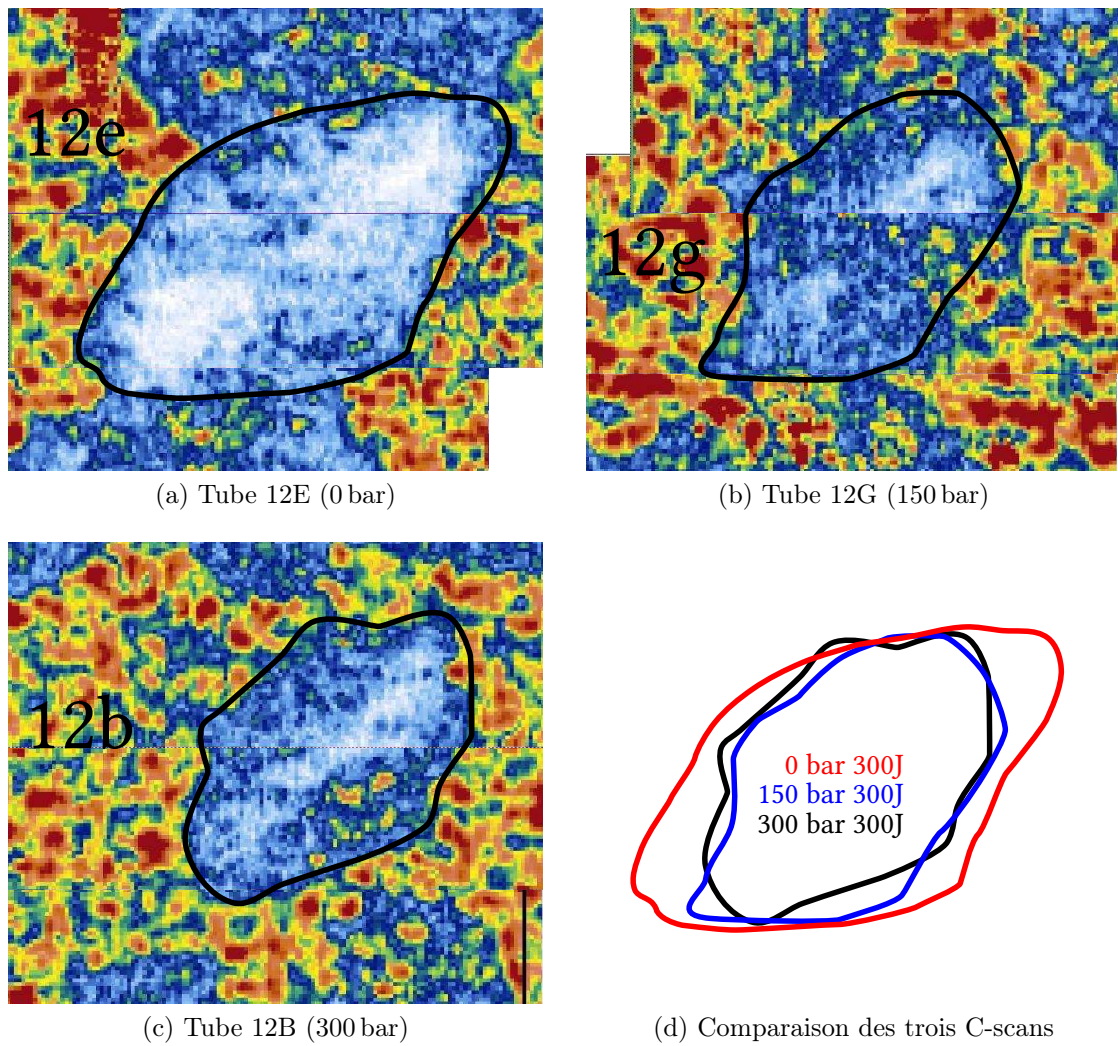 12e
12g
(a) Tube 12E (0 bar)
(b) Tube 12G (150 bar)
12b
0 bar 300J
150 bar 300J
300 bar 300J
(c) Tube 12B (300 bar)
(d) Comparaison des trois C-scans